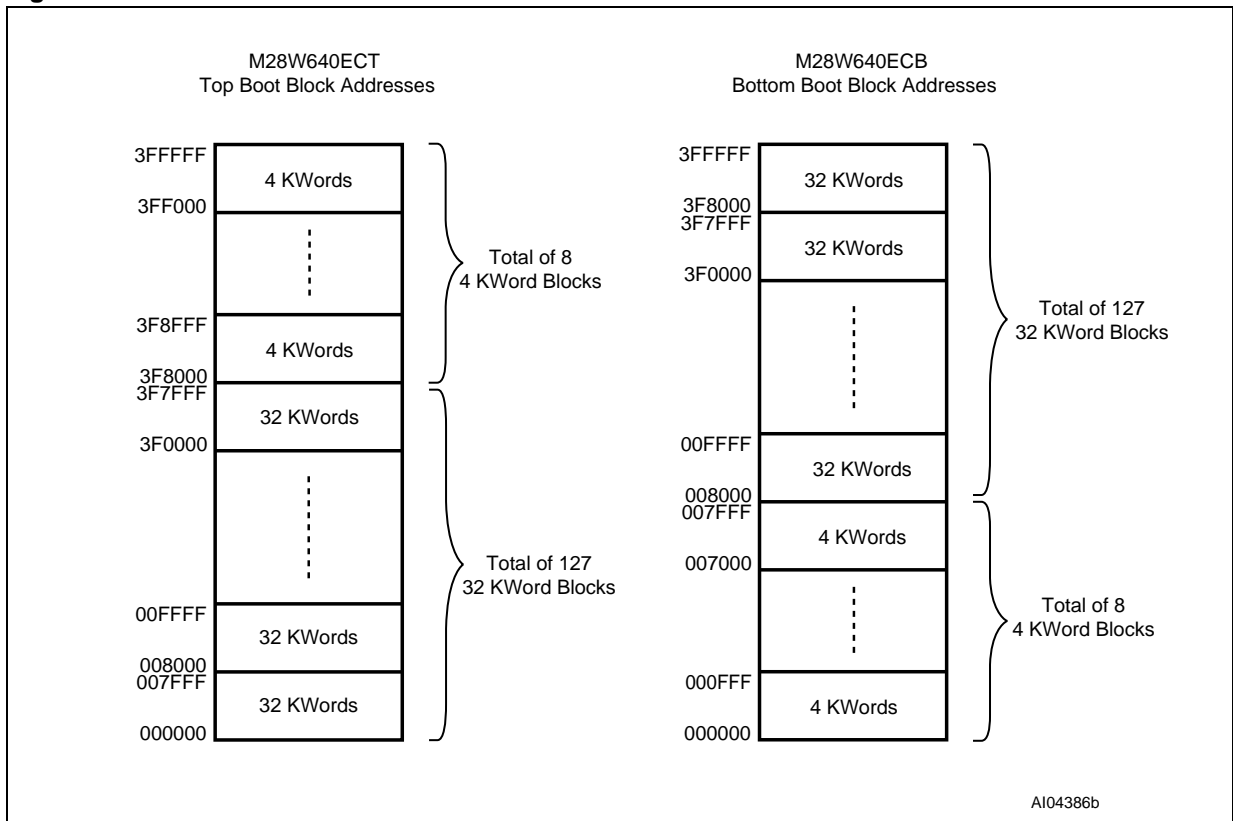 M28W640ECT
Top Boot Block Addresses
3FFFFF
4 KWords
3FF000
Total of 8
4 KWord Blocks
3F8FFF
4 KWords
3F8000
3F7FFF
32 KWords
3F0000
Total of 127
32 KWord Blocks
00FFFF
32 KWords
008000
007FFF
32 KWords
000000
M28W640ECB
Bottom Boot Block Addresses
3FFFFF
32 KWords
3F8000
3F7FFF
32 KWords
3F0000
Total of 127
32 KWord Blocks
00FFFF
32 KWords
008000
007FFF
4 KWords
007000
Total of 8
4 KWord Blocks
000FFF
4 KWords
000000
AI04386b